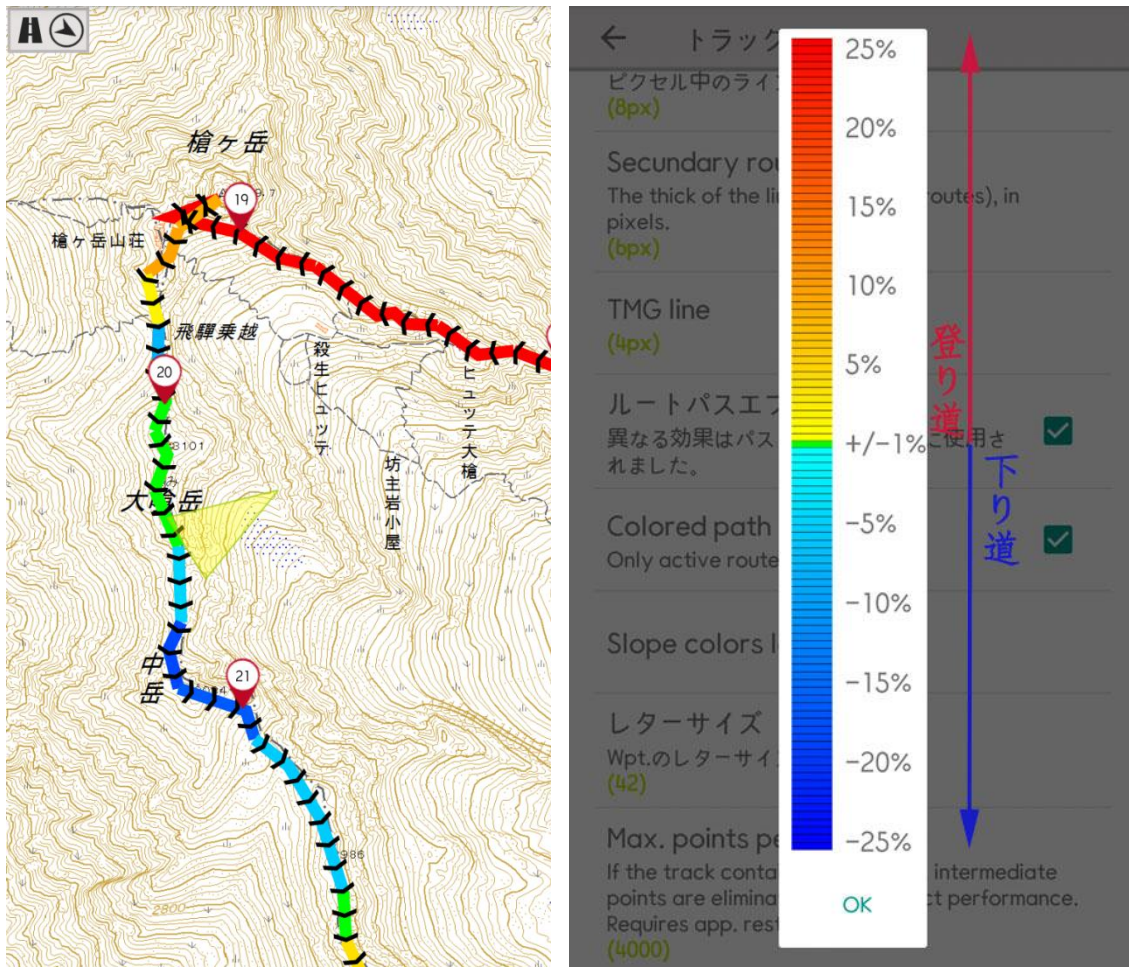 槍ヶ岳
19
槍ヶ岳山荘
飛騨乗越
20
殺生ヒュッテ
ヒュッテ大槍
坊主岩小屋
3101
大喰岳
中岳
21
986
2800
トラック
ピクセル中のライ
(8px)
Secundary rou
The thick of the li
routes), in
pixels.
(6px)
TMG line
(4px)
ルートパスエフ
異なる効果はパス
に使用さ
れました。
Colored path
Only active route
Slope colors l
レターサイズ
Wpt.のレターサイ
(42)
Max. points pe
If the track conta
intermediate
points are elimina
ct performance.
Requires app. rest
(4000)
25%
20%
15%
10%
5%
+/-1%
-5%
-10%
-15%
-20%
-25%
OK
登り道
下り道